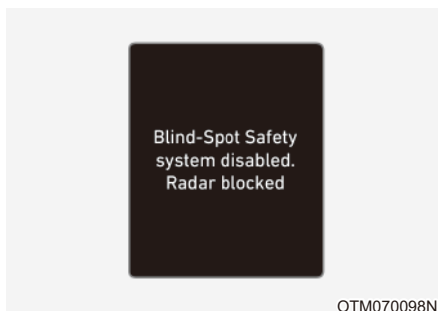 Blind-Spot Safety
system disabled.
Radar blocked
OTM070098N